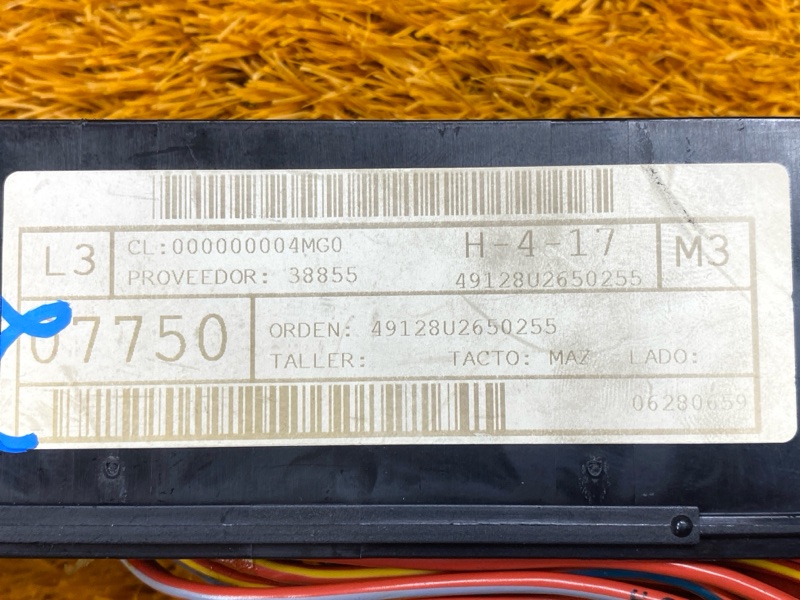 L3
CL:000000004MG0
H-4-17
M3
PROVEEDOR: 38855
49128U2650255
07750
ORDEN: 49128U2650255
TALLER:
TACTO: MAZ
LADO:
06280659